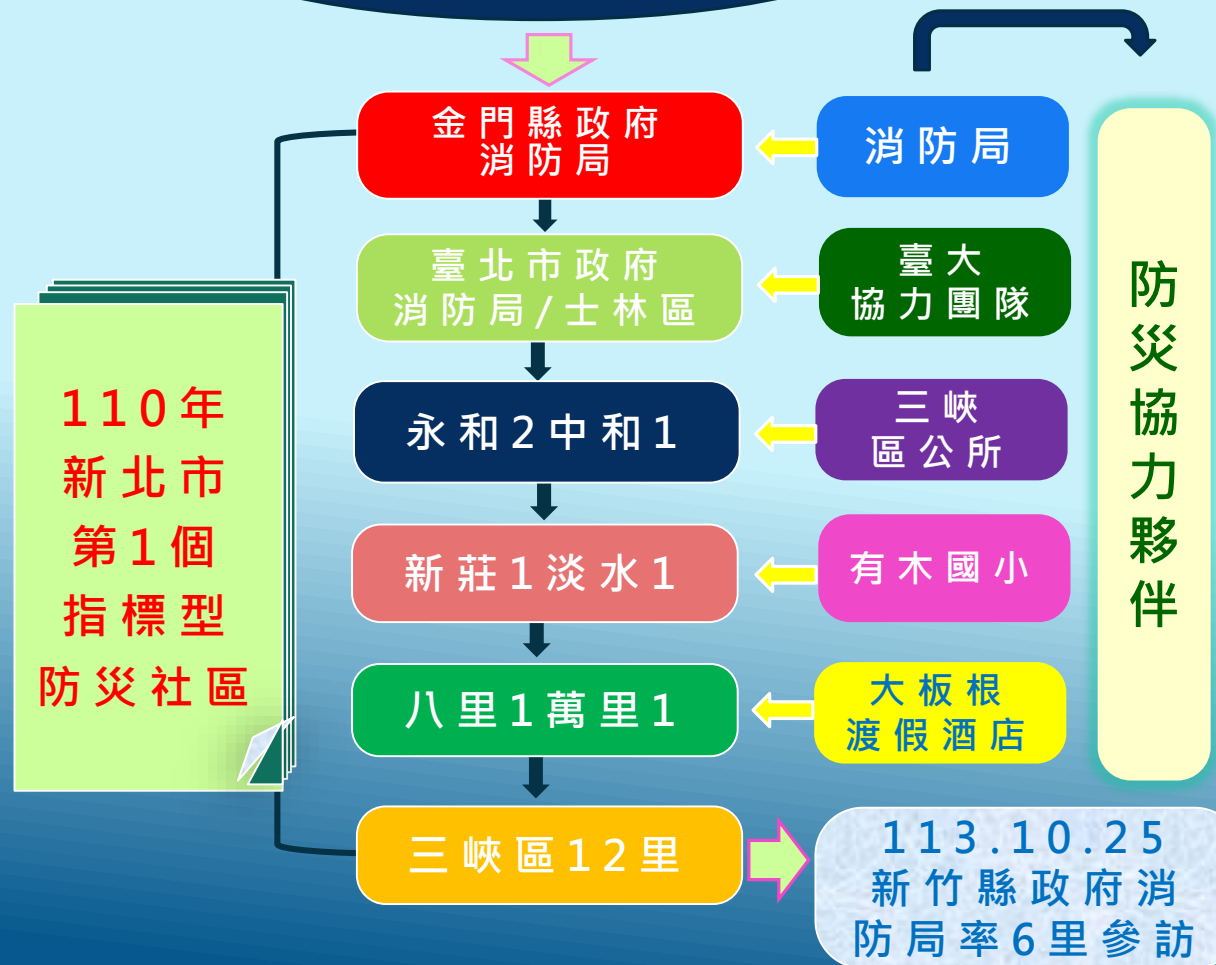 金門縣政府
消防局
消防局
臺北市政府
消防局/士林區
臺大
協力團隊
永和2中和1
三峽
區公所
新莊1淡水1
有木國小
八里1萬里1
大板根
渡假酒店
三峽區12里
113.10.25
新竹縣政府消
防局率6里參訪
110年
新北市
第1個
指標型
防災社區
防災協力夥伴